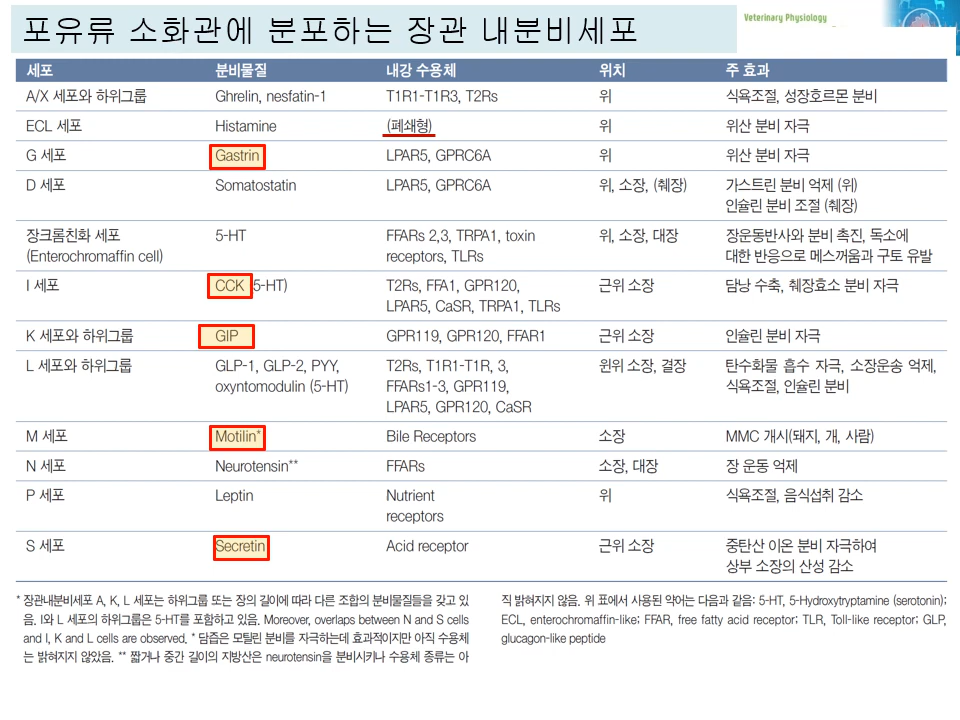 포유류 소화관에 분포하는 장관 내분비세포
Veterinary Physiology
세포 분비물질 내강 수용체 위치 주 효과
A/X 세포와 하위그룹 Ghrelin, nesfatin-1 T1R1-T1R3, T2Rs 위 식욕조절, 성장호르몬 분비
ECL 세포 Histamine (폐쇄형) 위 위산 분비 자극
G 세포 Gastrin LPAR5, GPRC6A 위 위산 분비 자극
D 세포 Somatostatin LPAR5, GPRC6A 위, 소장, (췌장) 가스트린 분비 억제 (위)
인슐린 분비 조절 (췌장)
장크롬친화 세포 5-HT FFARs 2,3, TRPA1, toxin 위, 소장, 대장 장운동반사와 분비 촉진, 독소에
(Enterochromaffin cell) receptors, TLRs 대한 반응으로 메스꺼움과 구토 유발
I 세포 CCK (5-HT) T2Rs, FFA1, GPR120, 근위 소장 담낭 수축, 췌장효소 분비 자극
LPAR5, CaSR, TRPA1, TLRs
K 세포와 하위그룹 GIP GPR119, GPR120, FFAR1 근위 소장 인슐린 분비 자극
L 세포와 하위그룹 GLP-1, GLP-2, PYY, T2Rs, T1R1-T1R, 3, 윈위 소장, 결장 탄수화물 흡수 자극, 소장운송 억제,
oxyntomodulin (5-HT) FFARs1-3, GPR119, 식욕조절, 인슐린 분비
LPAR5, GPR120, CaSR
M 세포 Motilin* Bile Receptors 소장 MMC 개시(돼지, 개, 사람)
N 세포 Neurotensin** FFARs 소장, 대장 장 운동 억제
P 세포 Leptin Nutrient 위 식욕조절, 음식섭취 감소
receptors
S 세포 Secretin Acid receptor 근위 소장 중탄산 이온 분비 자극하여
상부 소장의 산성 감소
* 장관내분비세포 A, K, L 세포는 하위그룹 또는 장의 길이에 따라 다른 조합의 분비물질들을 갖고 있
음. I와 L 세포의 하위그룹은 5-HT를 포함하고 있음. Moreover, overlaps between N and S cells
and I, K and L cells are observed. * 담즙은 모틸린 분비를 자극하는데 효과적이지만 아직 수용체
는 밝혀지지 않았음. ** 짧거나 중간 길이의 지방산은 neurotensin을 분비시키나 수용체 종류는 아
직 밝혀지지 않음. 위 표에서 사용된 약어는 다음과 같음: 5-HT, 5-Hydroxytryptamine (serotonin);
ECL, enterochromaffin-like; FFAR, free fatty acid receptor; TLR, Toll-like receptor; GLP,
glucagon-like peptide